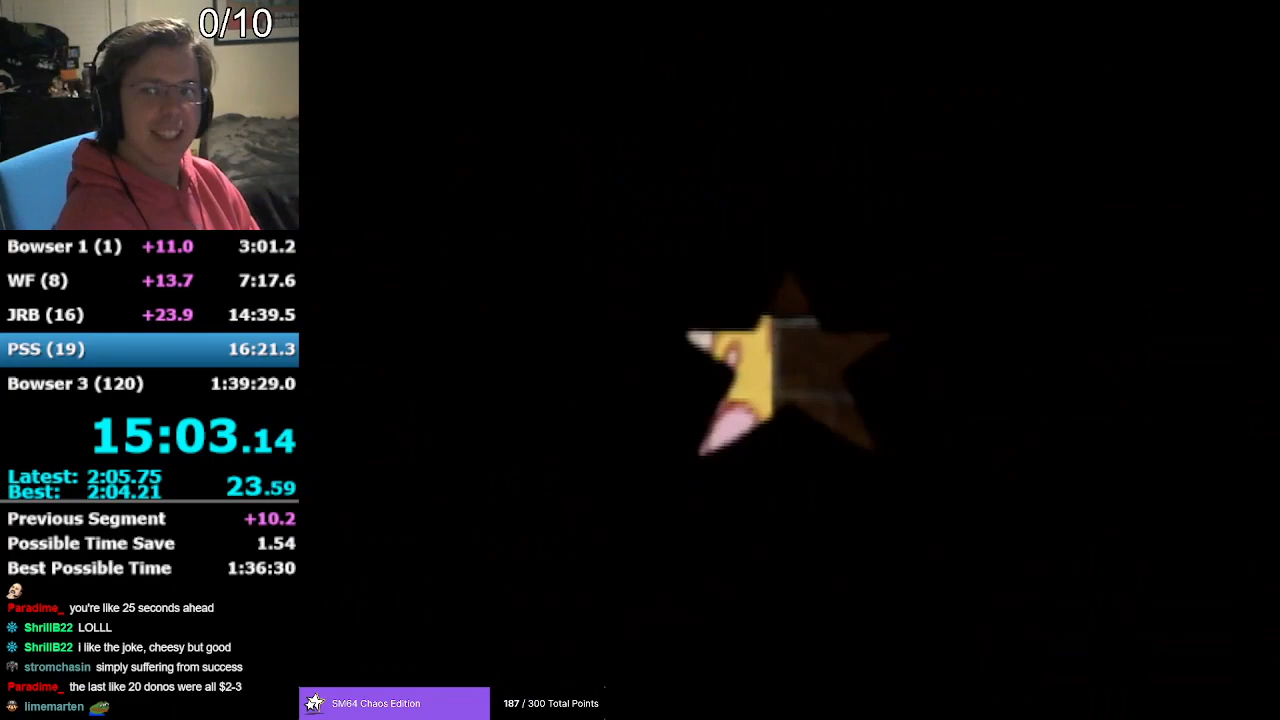 0/10
Bowser 1 (1) +11.0 3:01.2
WF (8) +13.7 7:17.6
JRB (16) +23.9 14:39.5
PSS (19) 16:21.3
Bowser 3 (120) 1:39:29.0
15:03.14
Latest: 2:05.75
Best: 2:04.21
23.59
Previous Segment +10.2
Possible Time Save 1.54
Best Possible Time 1:36:30
Paradime_ you're like 25 seconds ahead
ShrillB22 LOLLL
ShrillB22 i like the joke, cheesy but good
stromchasin simply suffering from success
Paradime_ the last like 20 donos were all $2-3
limemarten
SM64 Chaos Edition 187 / 300 Total Points